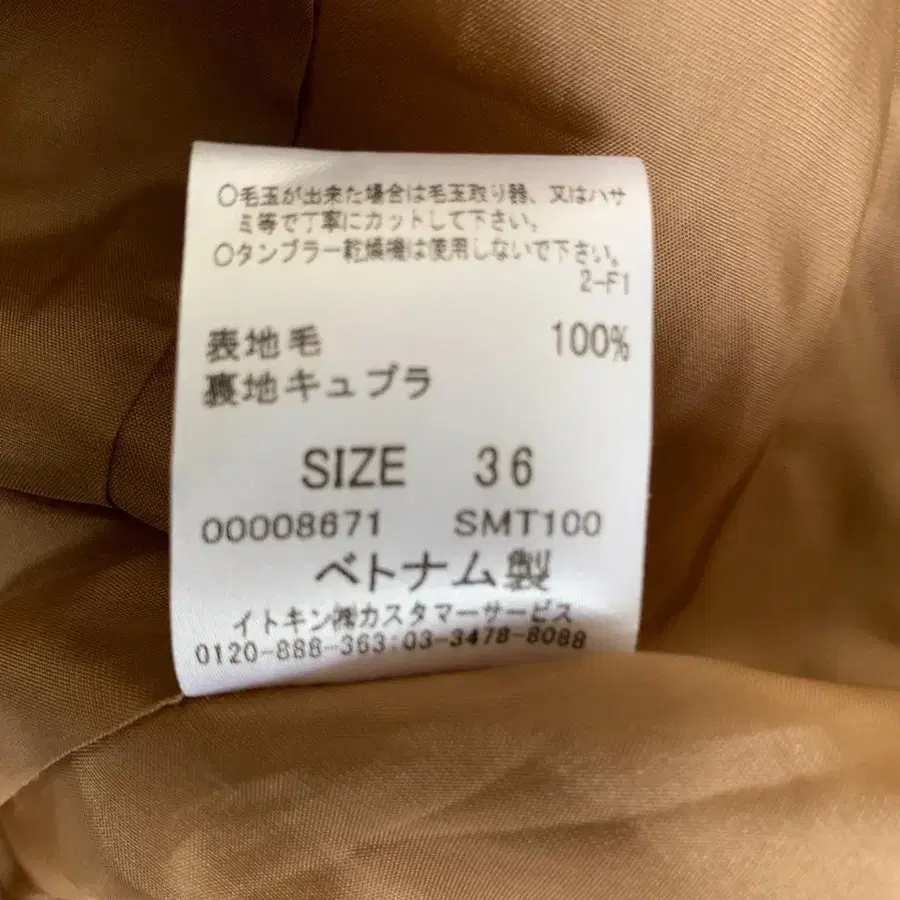 〇毛玉が出来た場合は毛玉取り器、又はハサ
ミ等で丁寧にカットして下さい。
〇タンブラー乾燥機は使用しないで下さい。
2-F1
表地毛 100%
裏地キュプラ
SIZE 36
00008671 SMT100
ベトナム製
イトキン㈱カスタマーサービス
0120-888-363:03-3478-8088